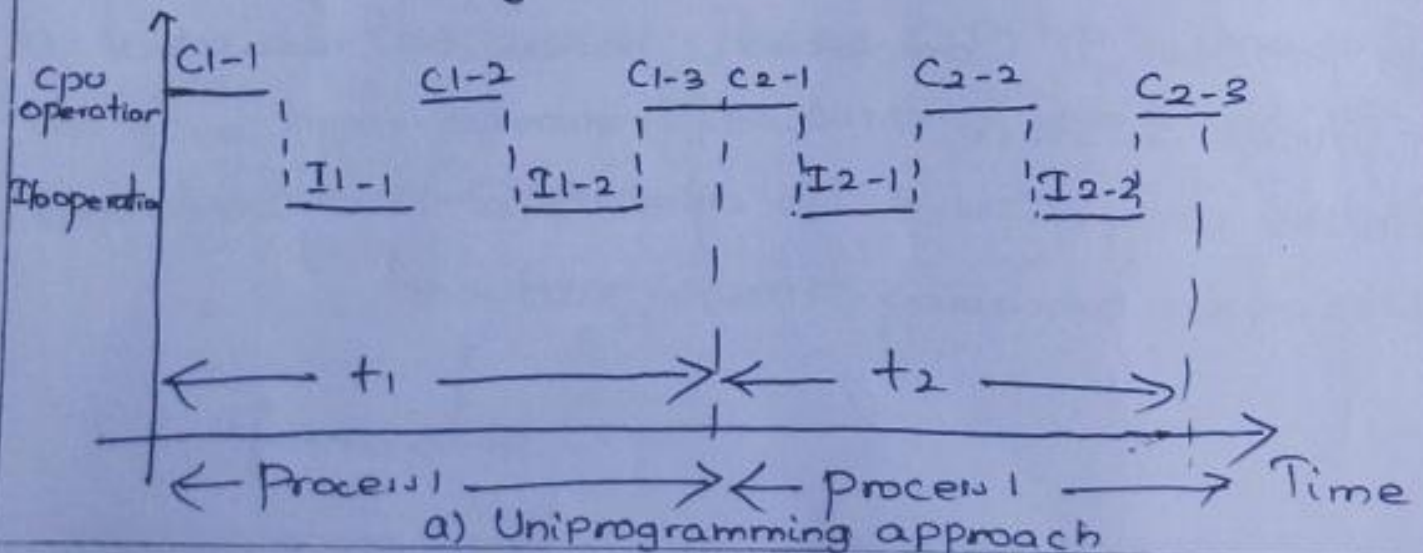 C1-1 C1-2 C1-3 C2-1 C2-2 C2-3
Cpu
operation
I/o operatio
I1-1 I1-2 I2-1 I2-2
t1 t2
Process 1 process 1 Time
a) Uniprogramming approach